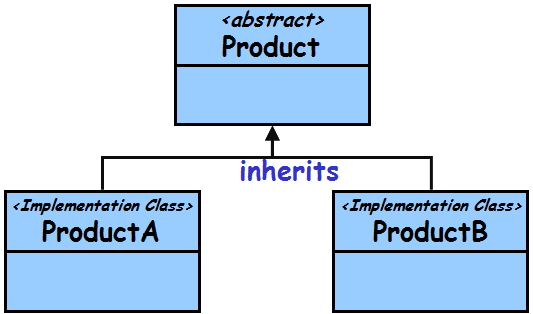 <abstract>
Product
inherits
<Implementation Class>
ProductA
<Implementation Class>
ProductB